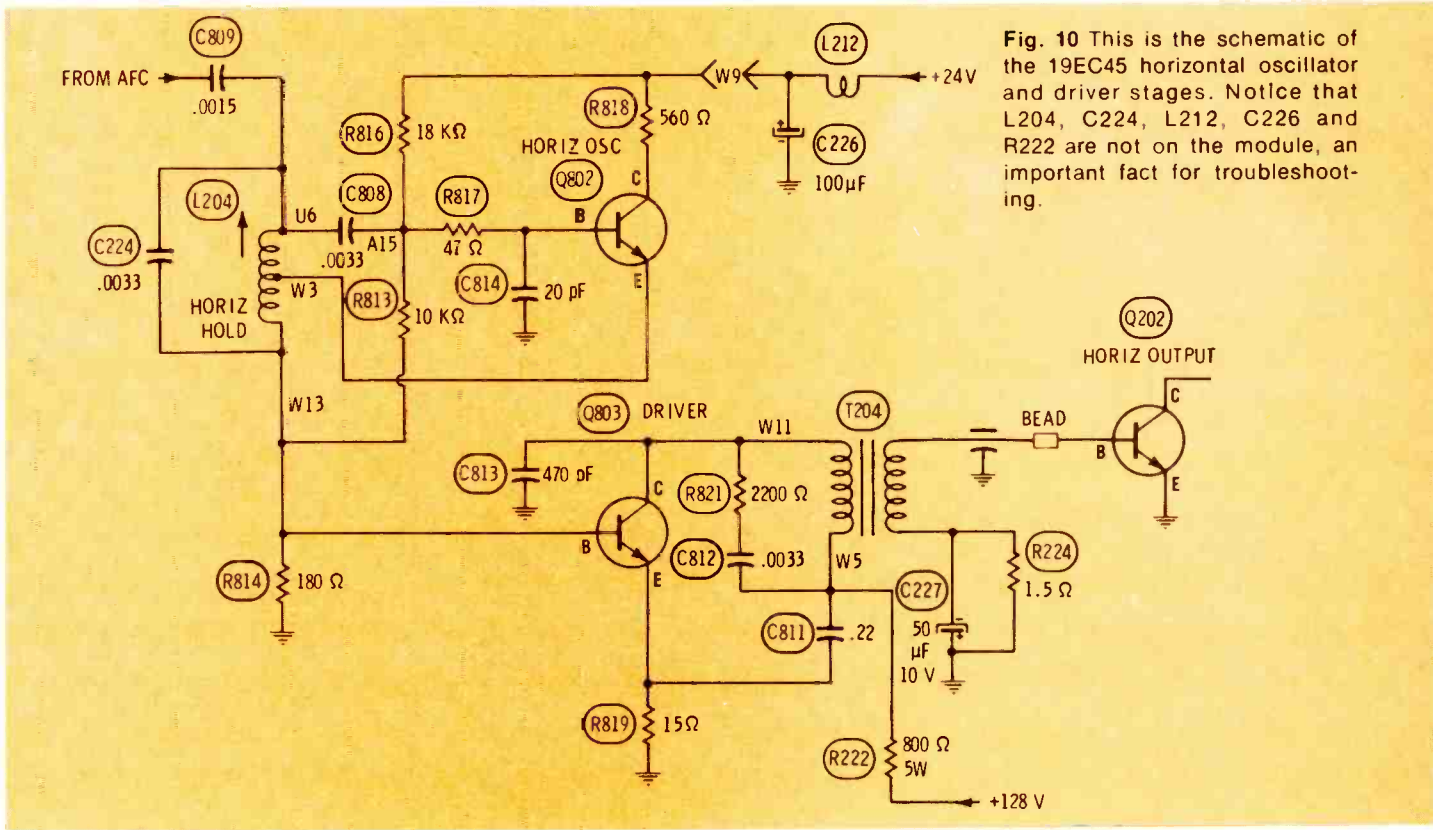 C809
FROM AFC
.0015
L204
C224
.0033
HORIZ
HOLD
U6
W3
W13
C808
.0033
A15
R816
18 KΩ
R817
47 Ω
R813
10 KΩ
C814
20 pF
HORIZ OSC
Q802
B
C
E
R818
560 Ω
W9
L212
+24V
C226
100µF
Fig. 10 This is the schematic of
the 19EC45 horizontal oscillator
and driver stages. Notice that
L204, C224, L212, C226 and
R222 are not on the module, an
important fact for troubleshoot-
ing.
Q202
HORIZ OUTPUT
C
B
E
BEAD
T204
W11
W5
Q803 DRIVER
C813
470 pF
C
B
E
R821
2200 Ω
C812
.0033
C811
.22
C227
50
µF
10 V
R224
1.5 Ω
R814
180 Ω
R819
15Ω
R222
800 Ω
5W
+128 V